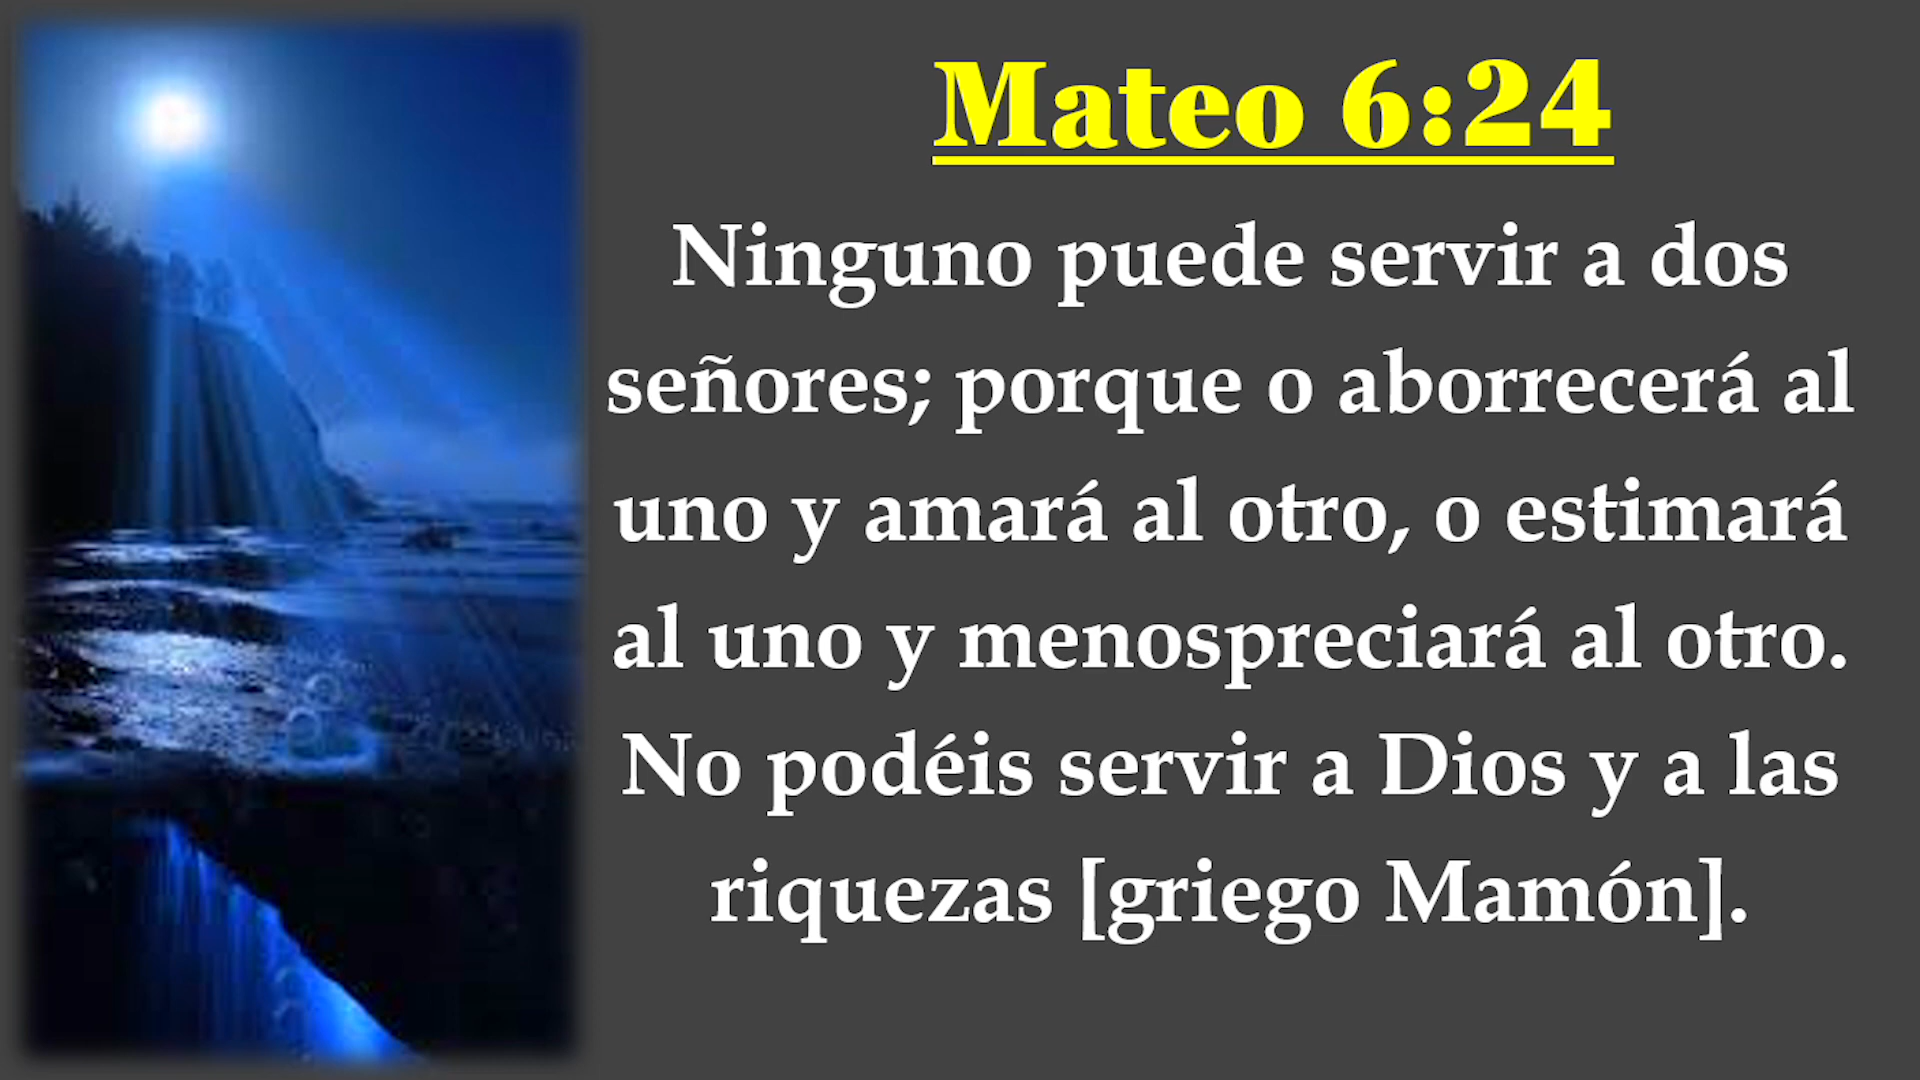 Mateo 6:24
Ninguno puede servir a dos
señores; porque o aborrecerá al
uno y amará al otro, o estimará
al uno y menospreciará al otro.
No podéis servir a Dios y a las
riquezas [griego Mamón].